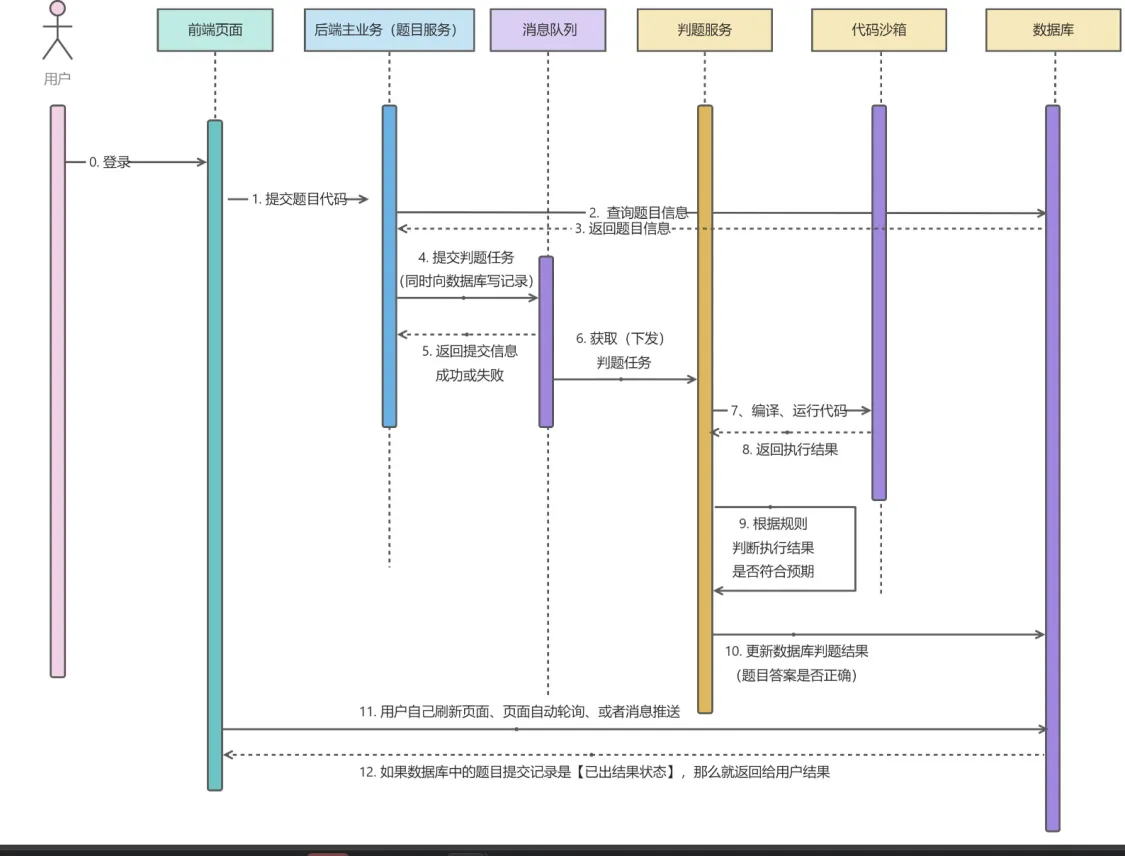 用户
前端页面
后端主业务（题目服务）
消息队列
判题服务
代码沙箱
数据库
0. 登录
1. 提交题目代码
2. 查询题目信息
3. 返回题目信息
4. 提交判题任务
（同时向数据库写记录）
5. 返回提交信息
成功或失败
6. 获取（下发）
判题任务
7、编译、运行代码
8. 返回执行结果
9. 根据规则
判断执行结果
是否符合预期
10. 更新数据库判题结果
（题目答案是否正确）
11. 用户自己刷新页面、页面自动轮询、或者消息推送
12. 如果数据库中的题目提交记录是【已出结果状态】，那么就返回给用户结果